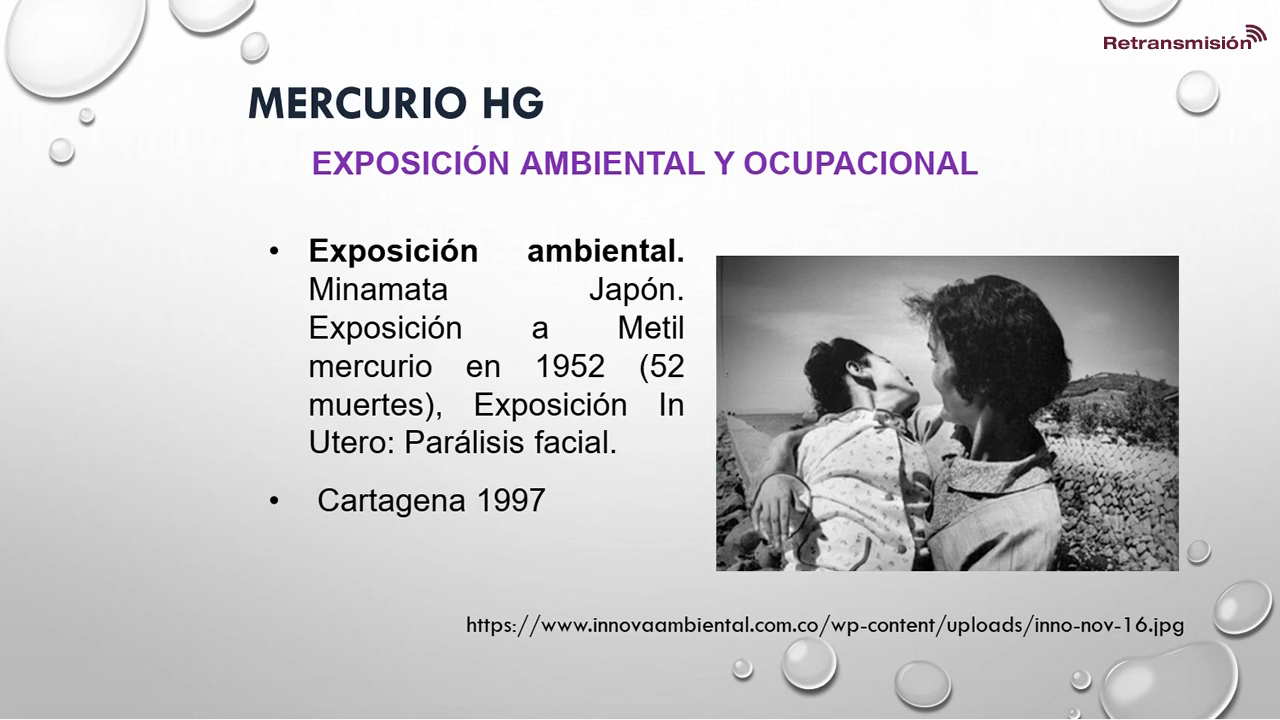 Retransmisión
MERCURIO HG
EXPOSICIÓN AMBIENTAL Y OCUPACIONAL
• Exposición ambiental.
Minamata Japón.
Exposición a Metil
mercurio en 1952 (52
muertes), Exposición In
Utero: Parálisis facial.
• Cartagena 1997
https://www.innovaambiental.com.co/wp-content/uploads/inno-nov-16.jpg